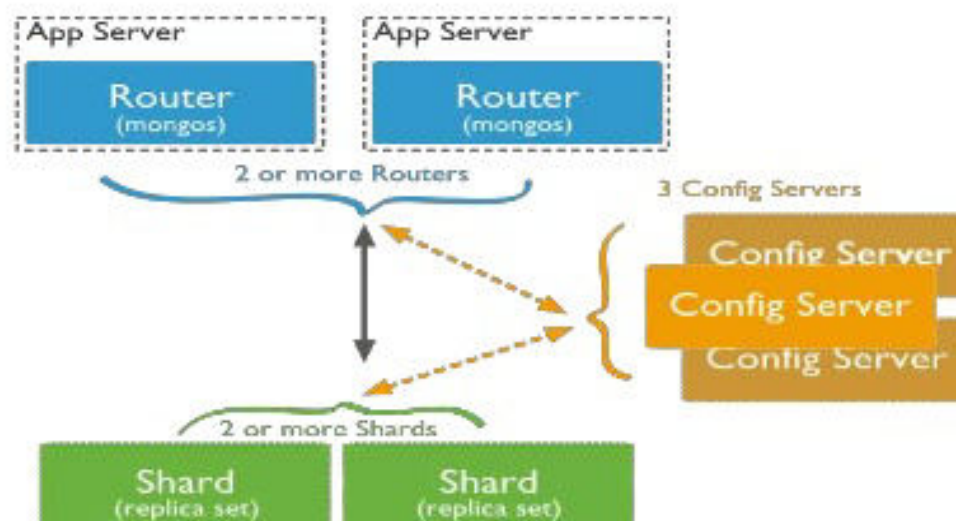 App Server
Router
(mongos)
App Server
Router
(mongos)
2 or more Routers
3 Config Servers
Config Server
Config Server
Config Server
2 or more Shards
Shard
(replica set)
Shard
(replica set)